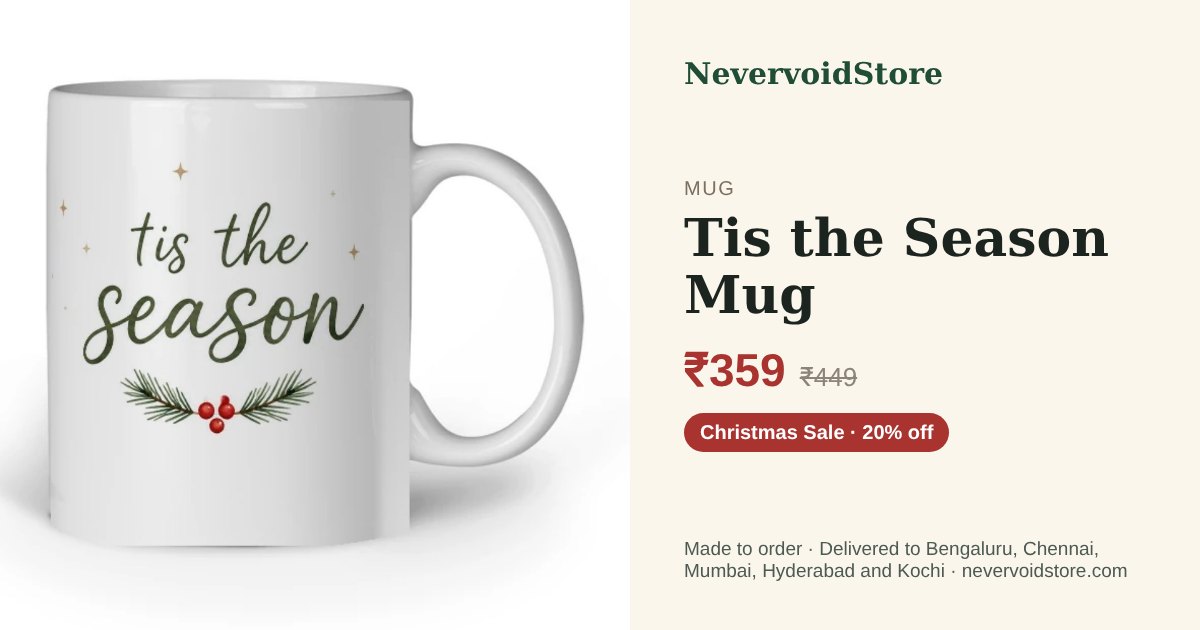 tis the
season
NevervoidStore
MUG
Tis the Season
Mug
₹359 ₹449
Christmas Sale · 20% off
Made to order · Delivered to Bengaluru, Chennai,
Mumbai, Hyderabad and Kochi · nevervoidstore.com